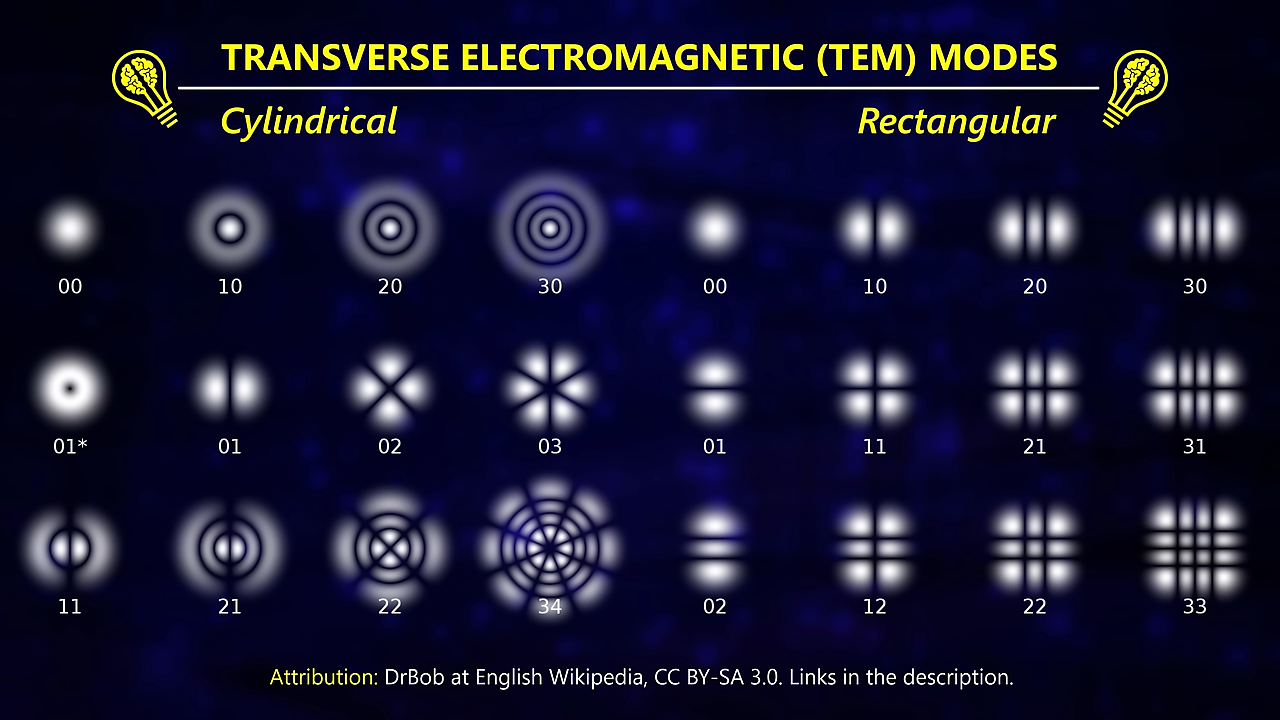 TRANSVERSE ELECTROMAGNETIC (TEM) MODES
Cylindrical
Rectangular
00 10 20 30 00 10 20 30
01* 01 02 03 01 11 21 31
11 21 22 34 02 12 22 33
Attribution: DrBob at English Wikipedia, CC BY-SA 3.0. Links in the description.